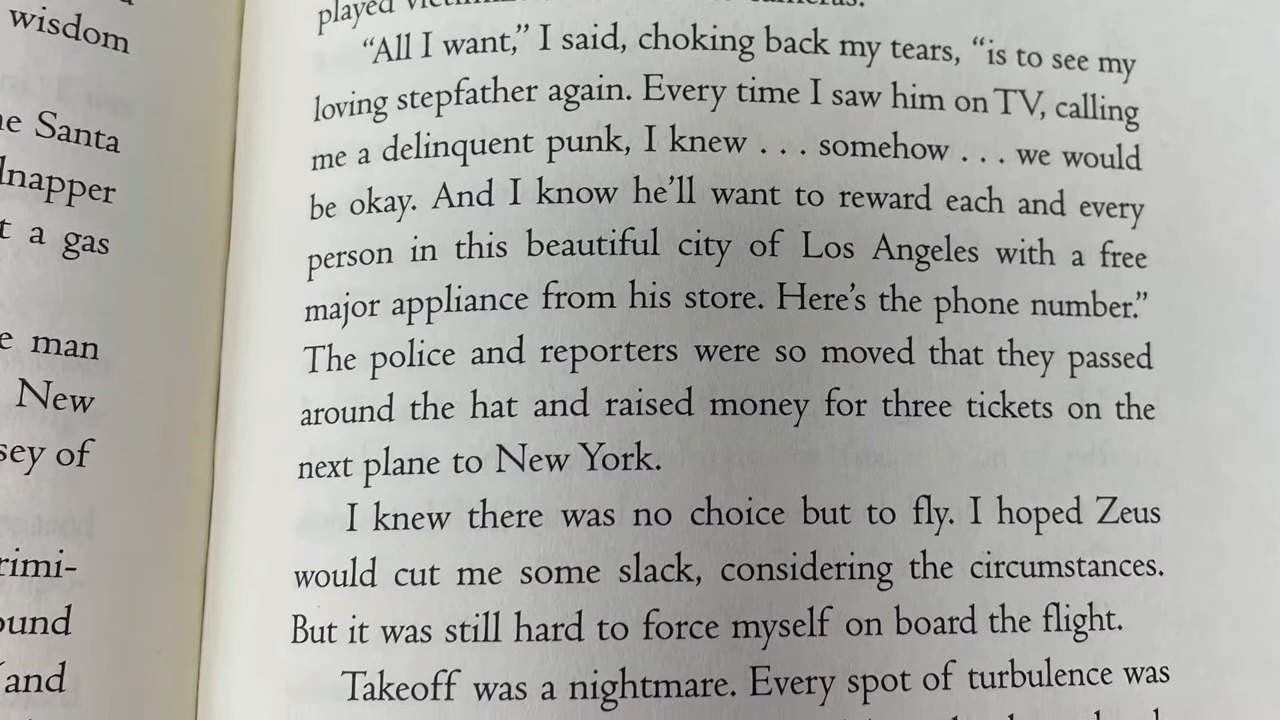 wisdom
e Santa
napper
t a gas
e man
New
sey of
rimi-
ound
and
played
“All I want,” I said, choking back my tears, “is to see my
loving stepfather again. Every time I saw him on TV, calling
me a delinquent punk, I knew . . . somehow . . . we would
be okay. And I know he’ll want to reward each and every
person in this beautiful city of Los Angeles with a free
major appliance from his store. Here’s the phone number.”
The police and reporters were so moved that they passed
around the hat and raised money for three tickets on the
next plane to New York.
I knew there was no choice but to fly. I hoped Zeus
would cut me some slack, considering the circumstances.
But it was still hard to force myself on board the flight.
Takeoff was a nightmare. Every spot of turbulence was